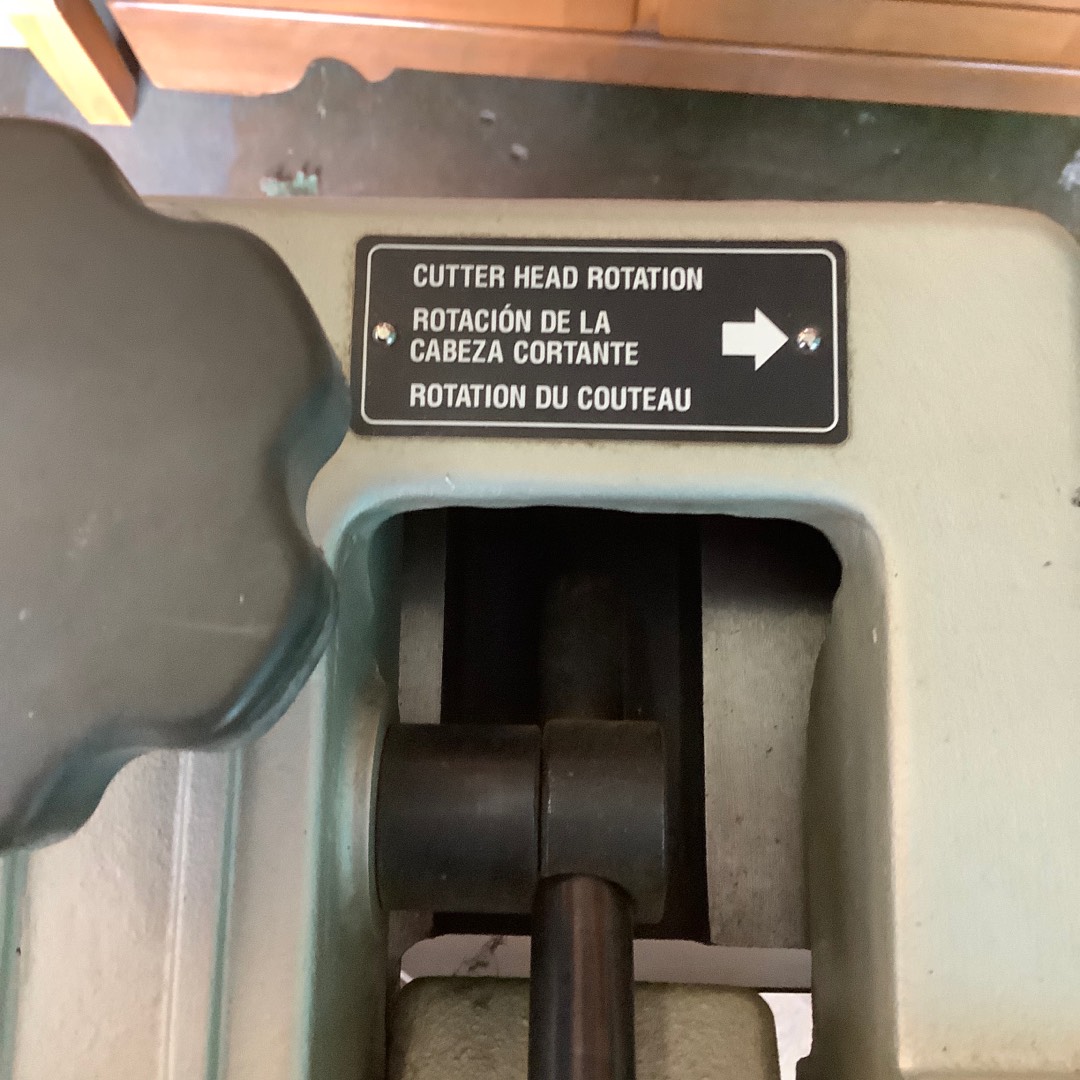 CUTTER HEAD ROTATION
ROTACIÓN DE LA
CABEZA CORTANTE
ROTATION DU COUTEAU